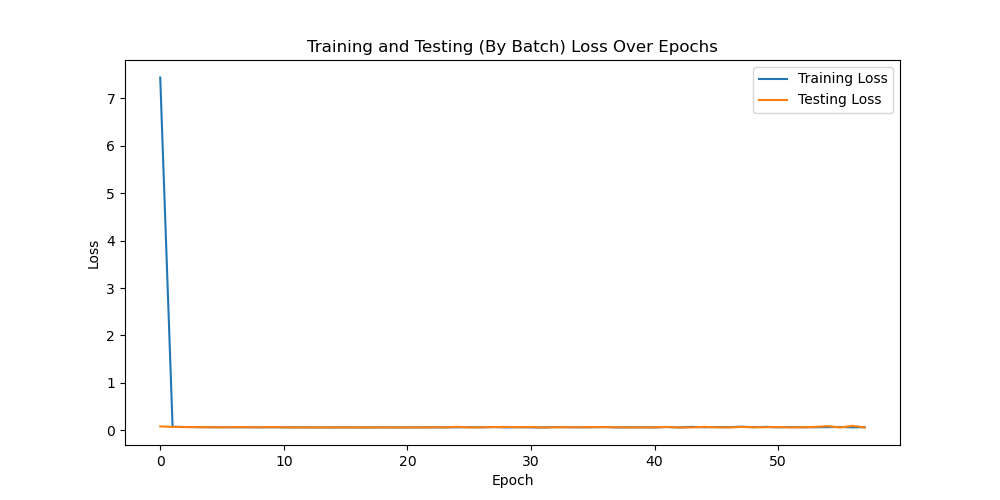 Training and Testing (By Batch) Loss Over Epochs
Training Loss
Testing Loss
7
6
5
4
3
2
1
0
Loss
0 10 20 30 40 50
Epoch